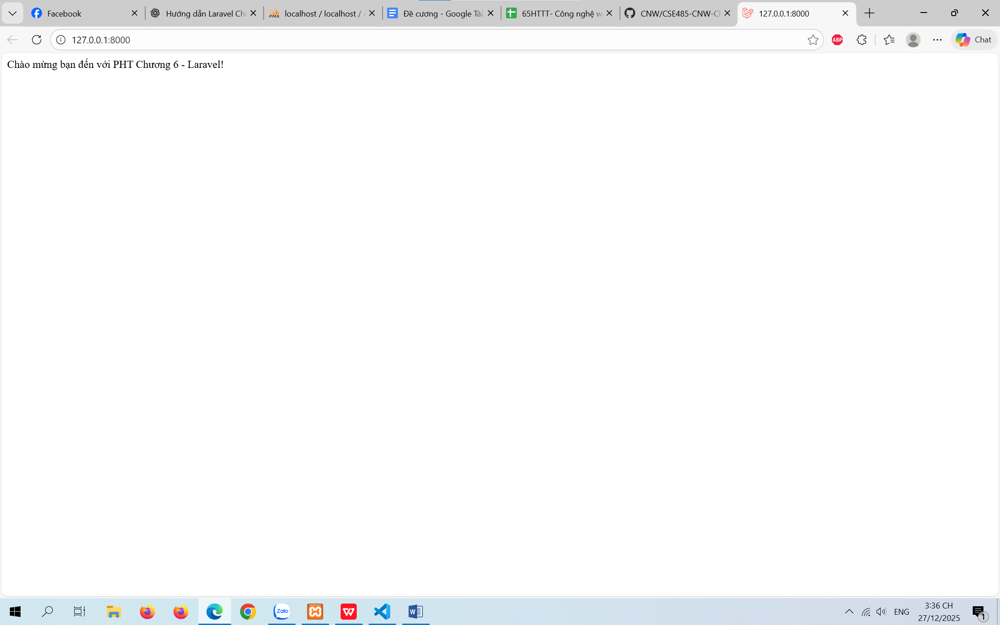 Facebook
Hướng dẫn Laravel
localhost / localhost /
Đề cương - Google Tài
65HTTT- Công nghệ
CNW/CSE485-CNW-
127.0.0.1:8000
127.0.0.1:8000
ABP
Chat
Chào mừng bạn đến với PHT Chương 6 - Laravel!
Zalo
ENG
3:36 CH
27/12/2025
1